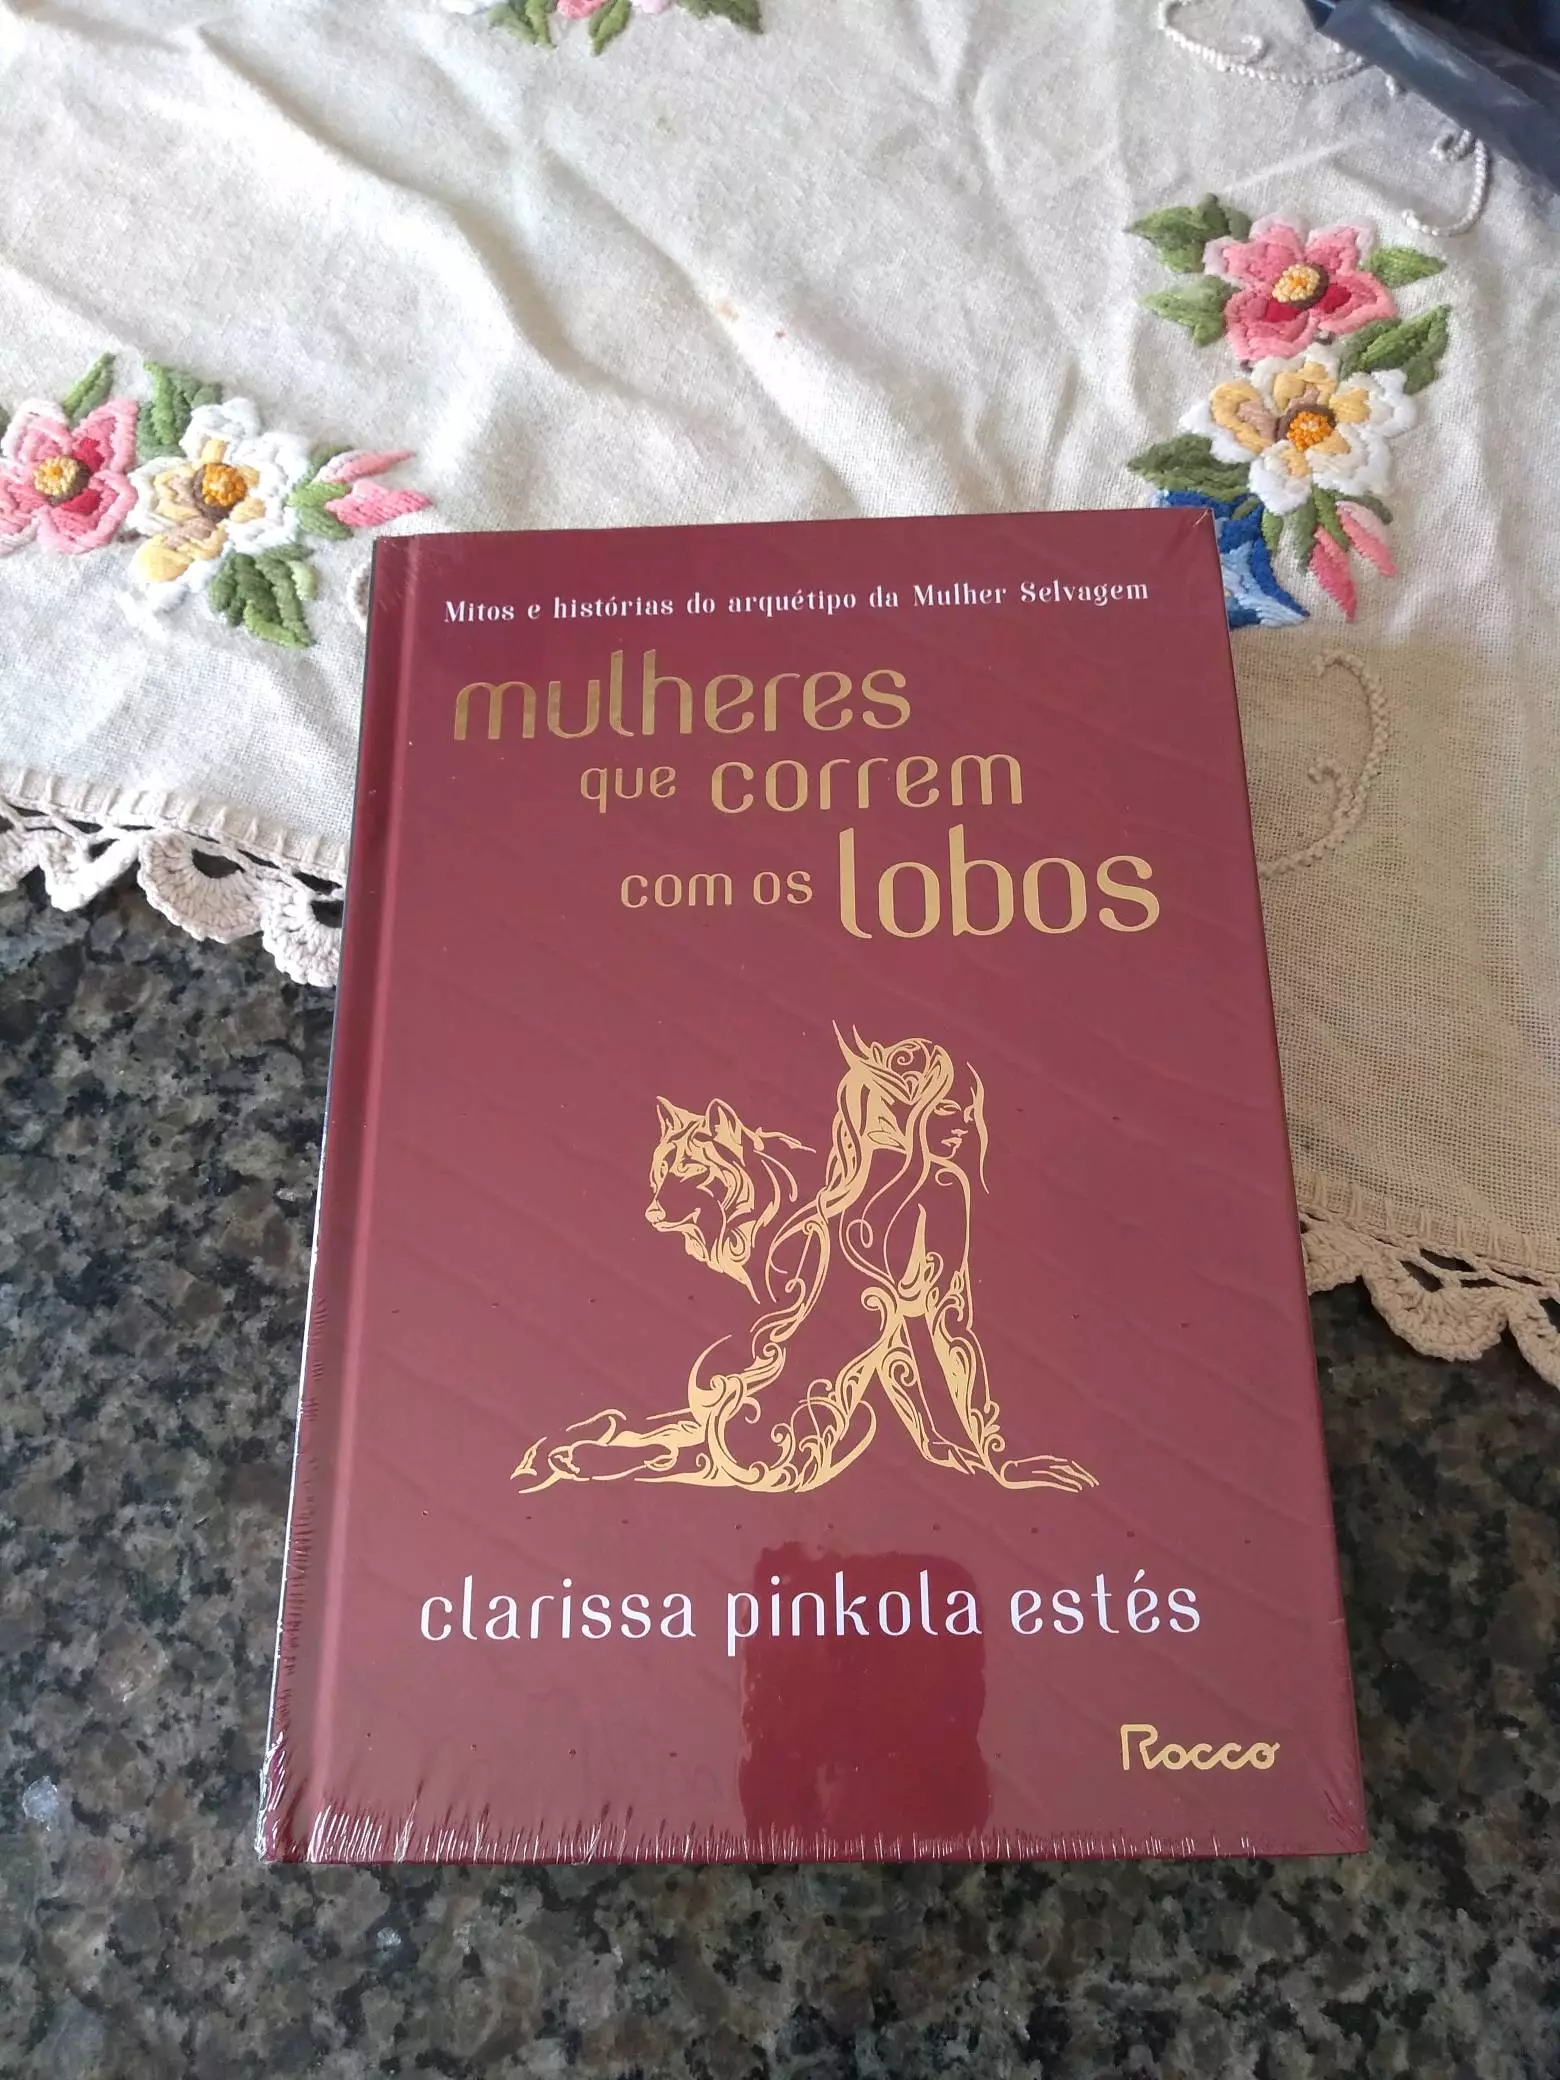 Mitos e histórias do arquétipo da Mulher Selvagem
mulheres
que correm
com os lobos
clarissa pinkola estés
Rocco